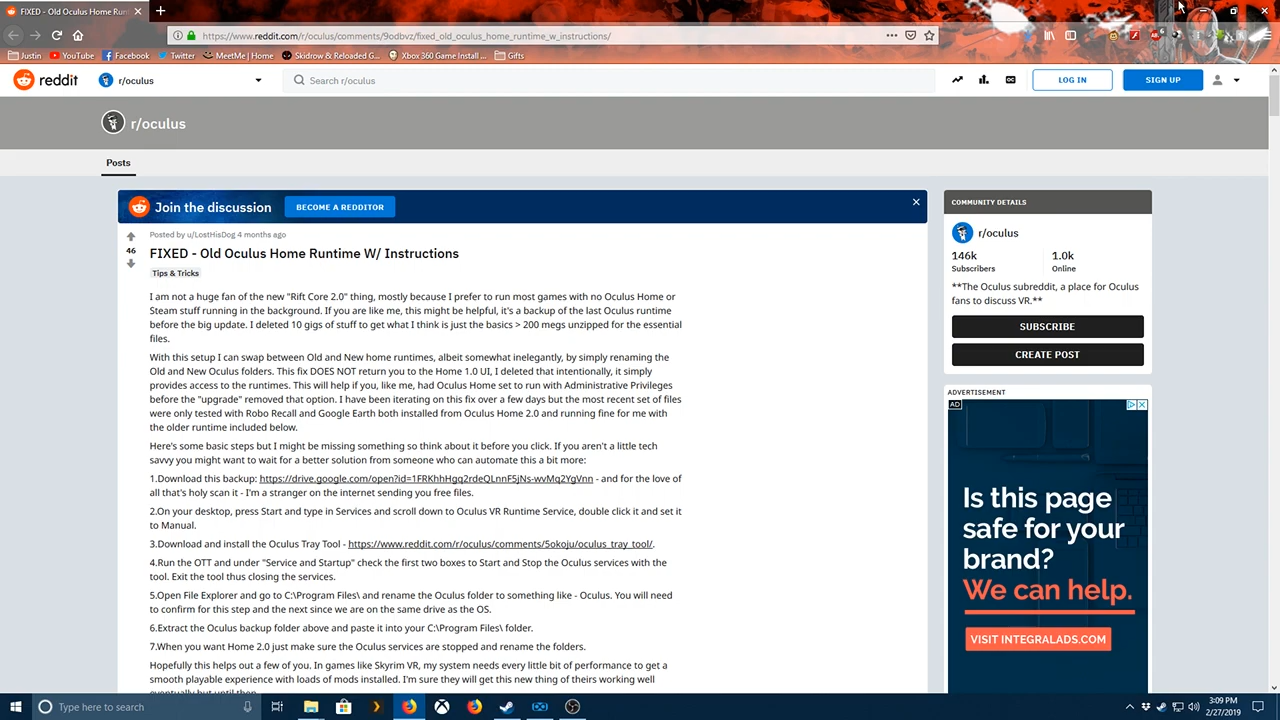 FIXED - Old Oculus Home Runt
https://www.reddit.com/r/oculus/comments/9odbvz/fixed_old_oculus_home_runtime_w_instructions/
Justin YouTube Facebook Twitter MeetMe | Home Skidrow & Reloaded G... Xbox 360 Game Install ... Gifts
reddit r/oculus Search r/oculus LOG IN SIGN UP
r/oculus
Posts
Join the discussion BECOME A REDDITOR
Posted by u/LostHisDog 4 months ago
46
FIXED - Old Oculus Home Runtime W/ Instructions
Tips & Tricks
I am not a huge fan of the new "Rift Core 2.0" thing, mostly because I prefer to run most games with no Oculus Home or
Steam stuff running in the background. If you are like me, this might be helpful, it's a backup of the last Oculus runtime
before the big update. I deleted 10 gigs of stuff to get what I think is just the basics > 200 megs unzipped for the essential
files.
With this setup I can swap between Old and New home runtimes, albeit somewhat inelegantly, by simply renaming the
Old and New Oculus folders. This fix DOES NOT return you to the Home 1.0 UI, I deleted that intentionally, it simply
provides access to the runtimes. This will help if you, like me, had Oculus Home set to run with Administrative Privileges
before the "upgrade" removed this option. I have been iterating on this fix over a few days but the most recent set of files
were only tested with Robo Recall and Google Earth both installed from Oculus Home 2.0 and running fine for me with
the older runtime included below.
Here's some basic steps but I might be missing something so think about it before you click. If you aren't a little tech
savvy you might want to wait for a better solution from someone who can automate this a bit more:
1.Download this backup: https://drive.google.com/open?id=1FRKhhHgq2rdeQLnnF5jNs-wvMq2YgVnn - and for the love of
all that's holy scan it - I'm a stranger on the internet sending you free files.
2.On your desktop, press Start and type in Services and scroll down to Oculus VR Runtime Service, double click it and set it
to Manual.
3.Download and install the Oculus Tray Tool - https://www.reddit.com/r/oculus/comments/5okoju/oculus_tray_tool/.
4.Run the OTT and under "Service and Startup" check the first two boxes to Start and Stop the Oculus services with the
tool. Exit the tool thus closing the services.
5.Open File Explorer and go to C:\Program Files\ and rename the Oculus folder to something like - Oculus. You will need
to confirm for this step and the next since we are on the same drive as the OS.
6.Extract the Oculus backup folder above and paste it into your C:\Program Files\ folder.
7.When you want Home 2.0 just make sure the Oculus services are stopped and rename the folders.
Hopefully this helps out a few of you. In games like Skyrim VR, my system needs every little bit of performance to get a
smooth playable experience with loads of mods installed. I'm sure they will get this new thing of theirs working well
eventually but until then
COMMUNITY DETAILS
r/oculus
146k 1.0k
Subscribers Online
**The Oculus subreddit, a place for Oculus
fans to discuss VR.**
SUBSCRIBE
CREATE POST
ADVERTISEMENT
AD
Is this page
safe for your
brand?
We can help.
VISIT INTEGRALADS.COM
Type here to search
3:09 PM
2/27/2019